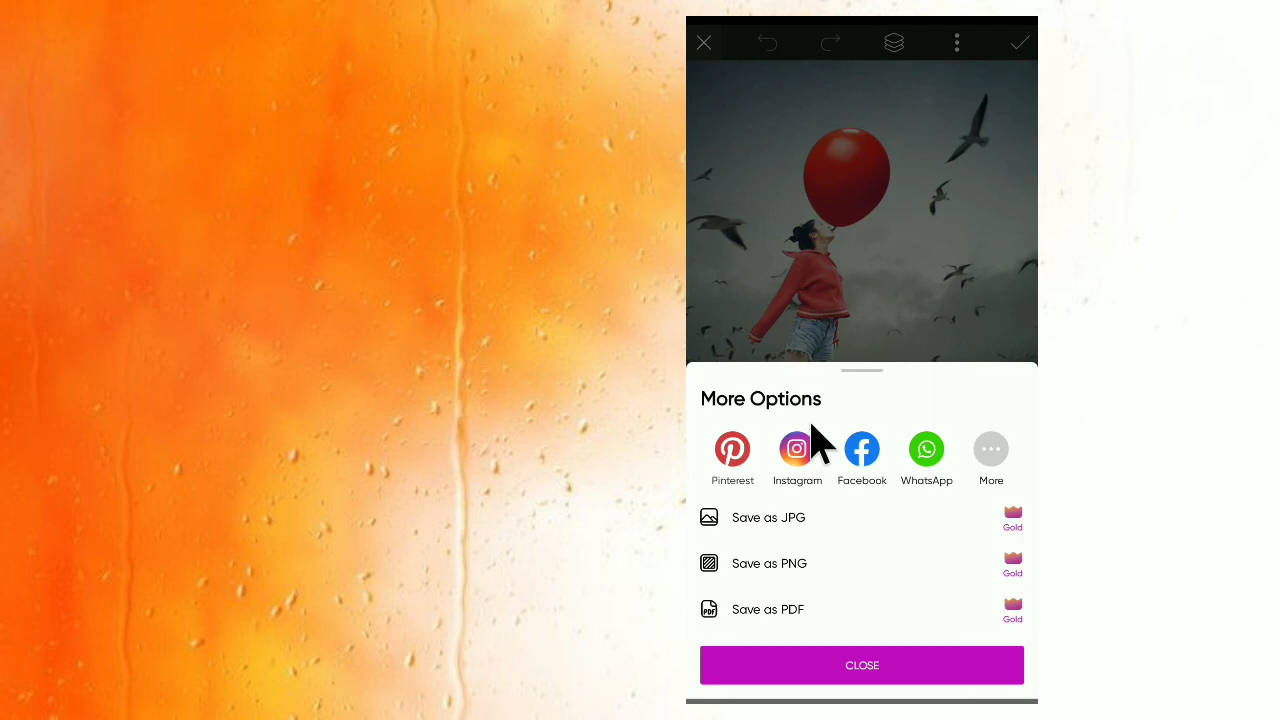 More Options
Pinterest Instagram Facebook WhatsApp More
Save as JPG Gold
Save as PNG Gold
PDF Save as PDF Gold
CLOSE